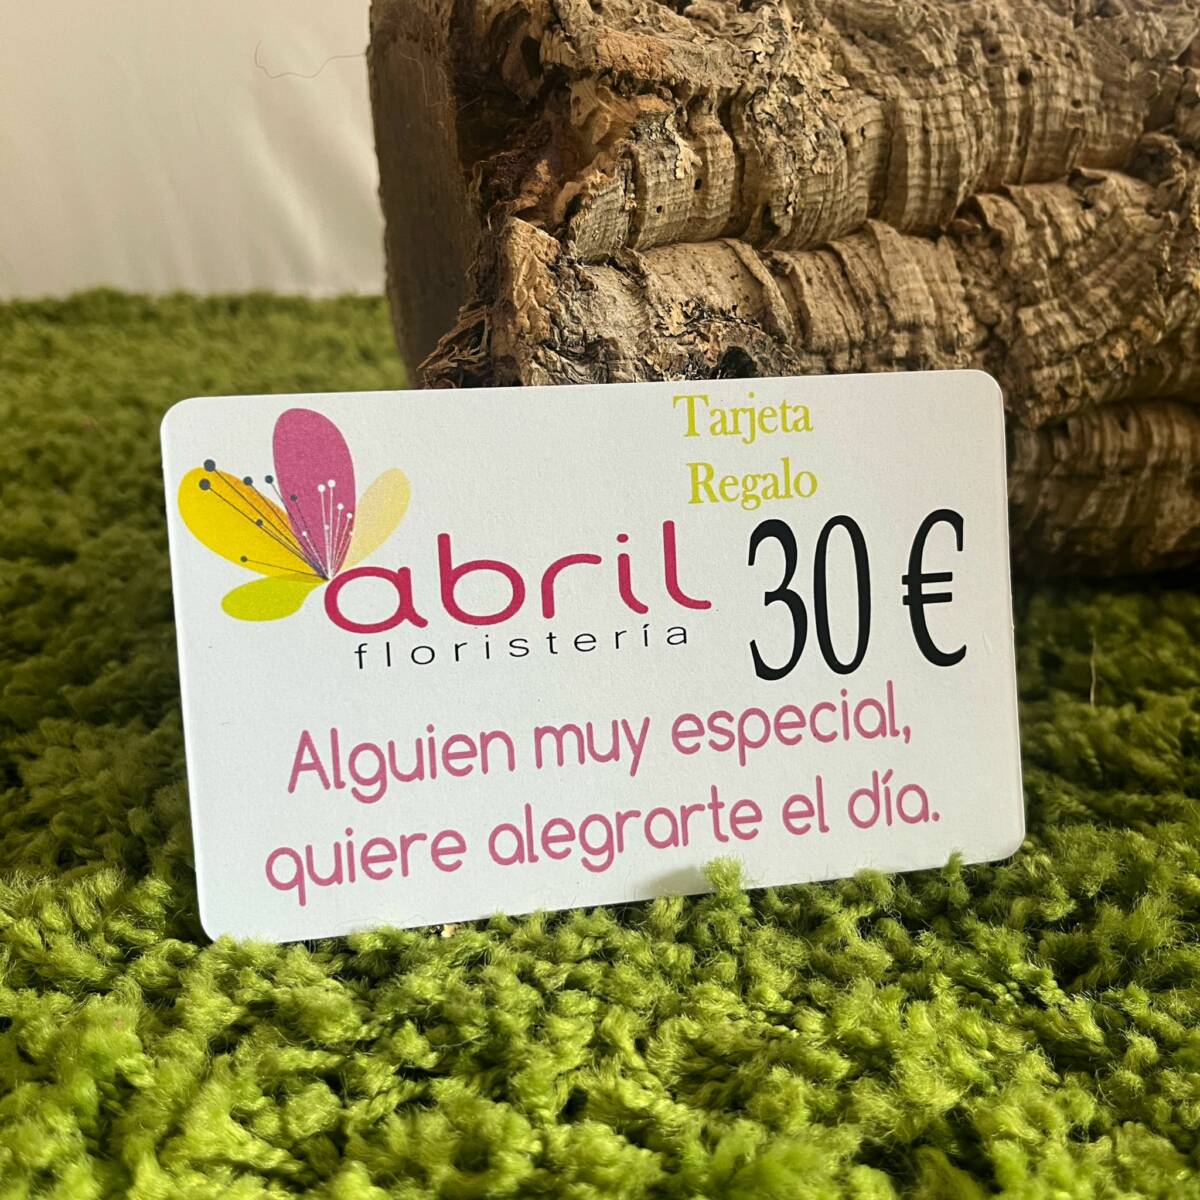 Tarjeta
Regalo
abril
floristería
30 €
Alguien muy especial,
quiere alegrarte el día.